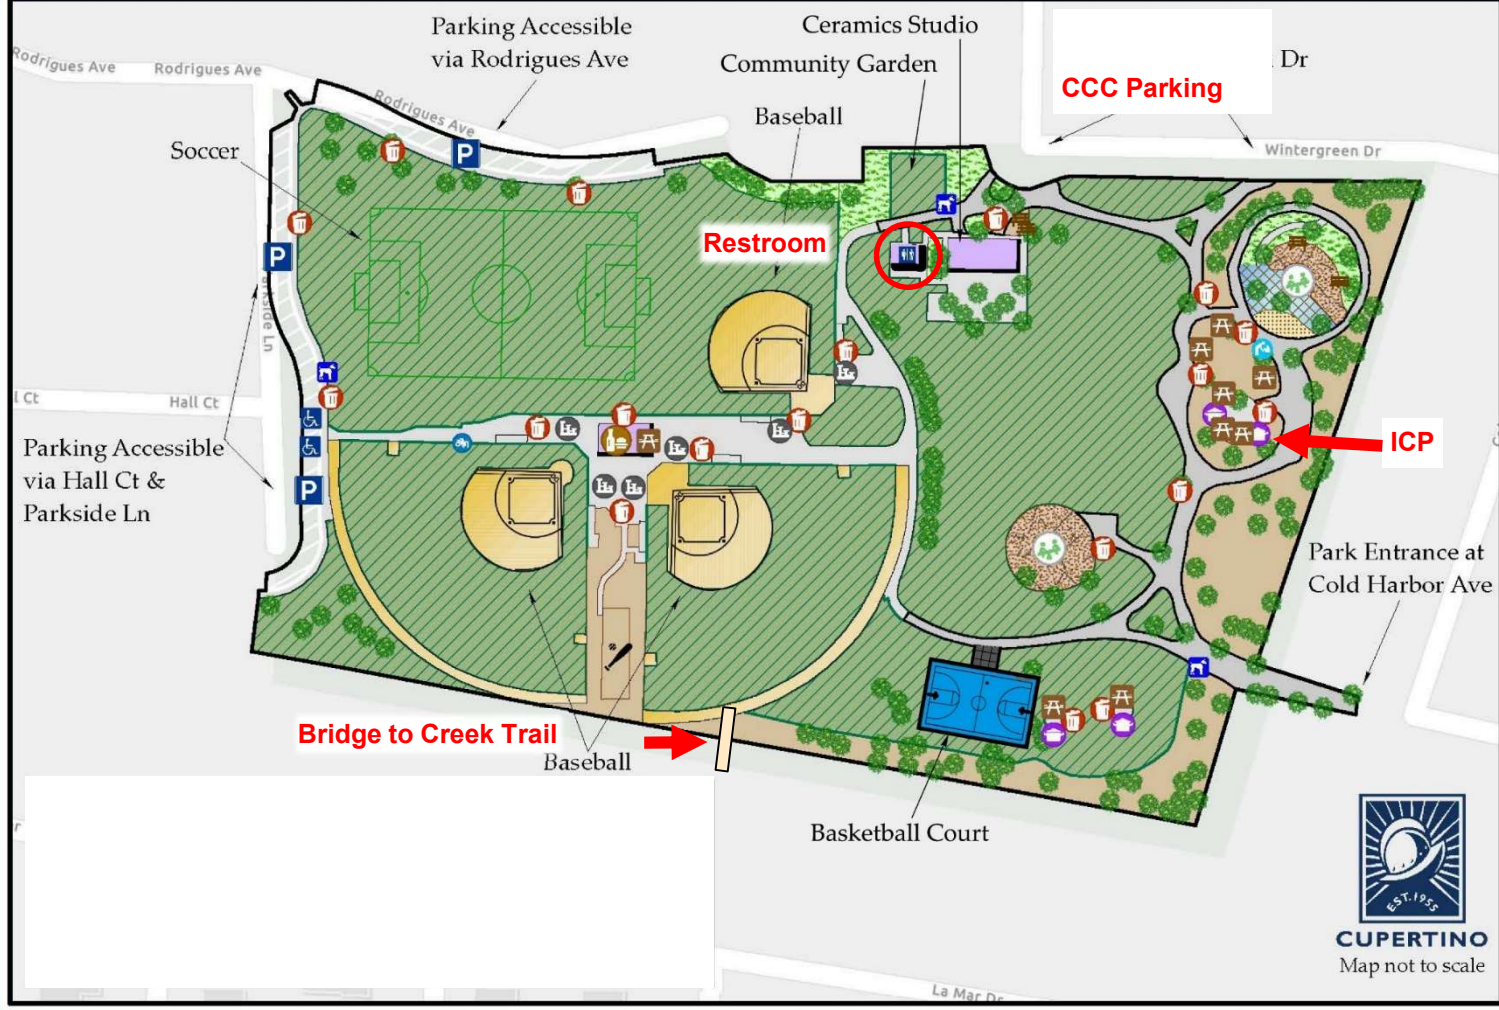 Parking Accessible
via Rodrigues Ave
Ceramics Studio
Community Garden
Baseball
Dr
CCC Parking
Rodrigues Ave
Rodrigues Ave
Rodrigues Ave
Wintergreen Dr
Soccer
P
P
Restroom
Hall Ct
Parking Accessible
via Hall Ct &
Parkside Ln
P
ICP
Park Entrance at
Cold Harbor Ave
Bridge to Creek Trail
Baseball
Basketball Court
EST. 1955
CUPERTINO
Map not to scale
La Mar Dr